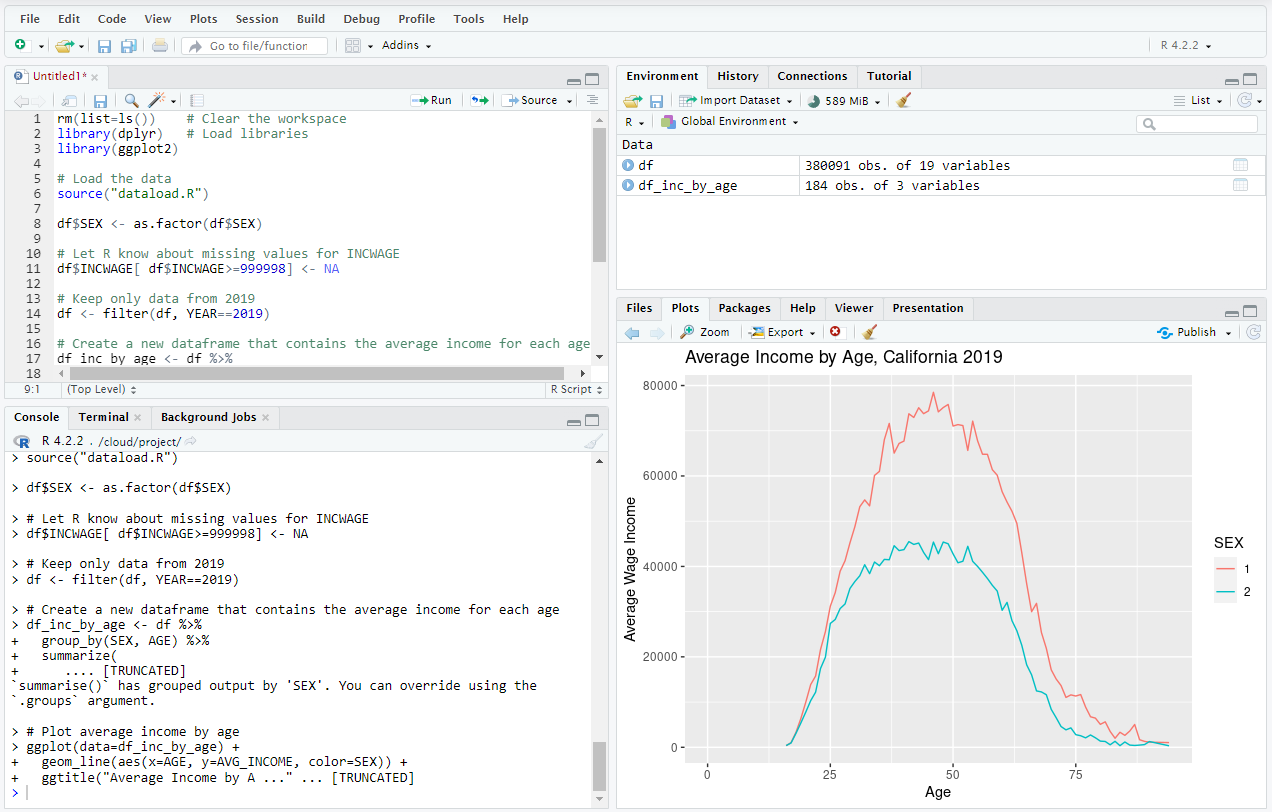 File Edit Code View Plots Session Build Debug Profile Tools Help
Go to file/function Addins R 4.2.2
Untitled1*
Run Source
1 rm(list=ls()) # Clear the workspace
2 library(dplyr) # Load libraries
3 library(ggplot2)
4
5 # Load the data
6 source("dataload.R")
7
8 df$SEX <- as.factor(df$SEX)
9
10 # Let R know about missing values for INCWAGE
11 df$INCWAGE[ df$INCWAGE>=999998] <- NA
12
13 # Keep only data from 2019
14 df <- filter(df, YEAR==2019)
15
16 # Create a new dataframe that contains the average income for each age
17 df_inc_by_age <- df %>%
18
9:1 (Top Level) R Script
Console Terminal Background Jobs
R 4.2.2 . /cloud/project/
> source("dataload.R")
> df$SEX <- as.factor(df$SEX)
> # Let R know about missing values for INCWAGE
> df$INCWAGE[ df$INCWAGE>=999998] <- NA
> # Keep only data from 2019
> df <- filter(df, YEAR==2019)
> # Create a new dataframe that contains the average income for each age
> df_inc_by_age <- df %>%
+ group_by(SEX, AGE) %>%
+ summarize(
+ .... [TRUNCATED]
`summarise()` has grouped output by 'SEX'. You can override using the
`.groups` argument.
> # Plot average income by age
> ggplot(data=df_inc_by_age) +
+ geom_line(aes(x=AGE, y=AVG_INCOME, color=SEX)) +
+ ggtitle("Average Income by A ..." ... [TRUNCATED]
>
Environment History Connections Tutorial
Import Dataset 589 MiB List
R Global Environment
Data
df 380091 obs. of 19 variables
df_inc_by_age 184 obs. of 3 variables
Files Plots Packages Help Viewer Presentation
Zoom Export Publish
Average Income by Age, California 2019
80000
60000
40000
20000
0
Average Wage Income
0 25 50 75
Age
SEX
1
2